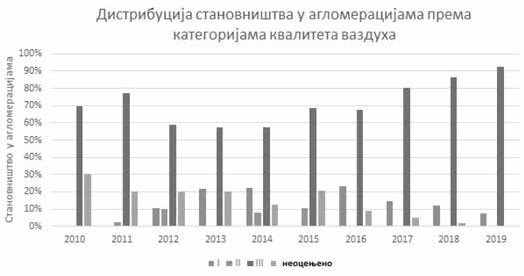 Дистрибуција становништва у агломерацијама према
категоријама квалитета ваздуха
Становништво у агломерацијама
100%
90%
80%
70%
60%
50%
40%
30%
20%
10%
0%
2010 2011 2012 2013 2014 2015 2016 2017 2018 2019
I II III неоцењено